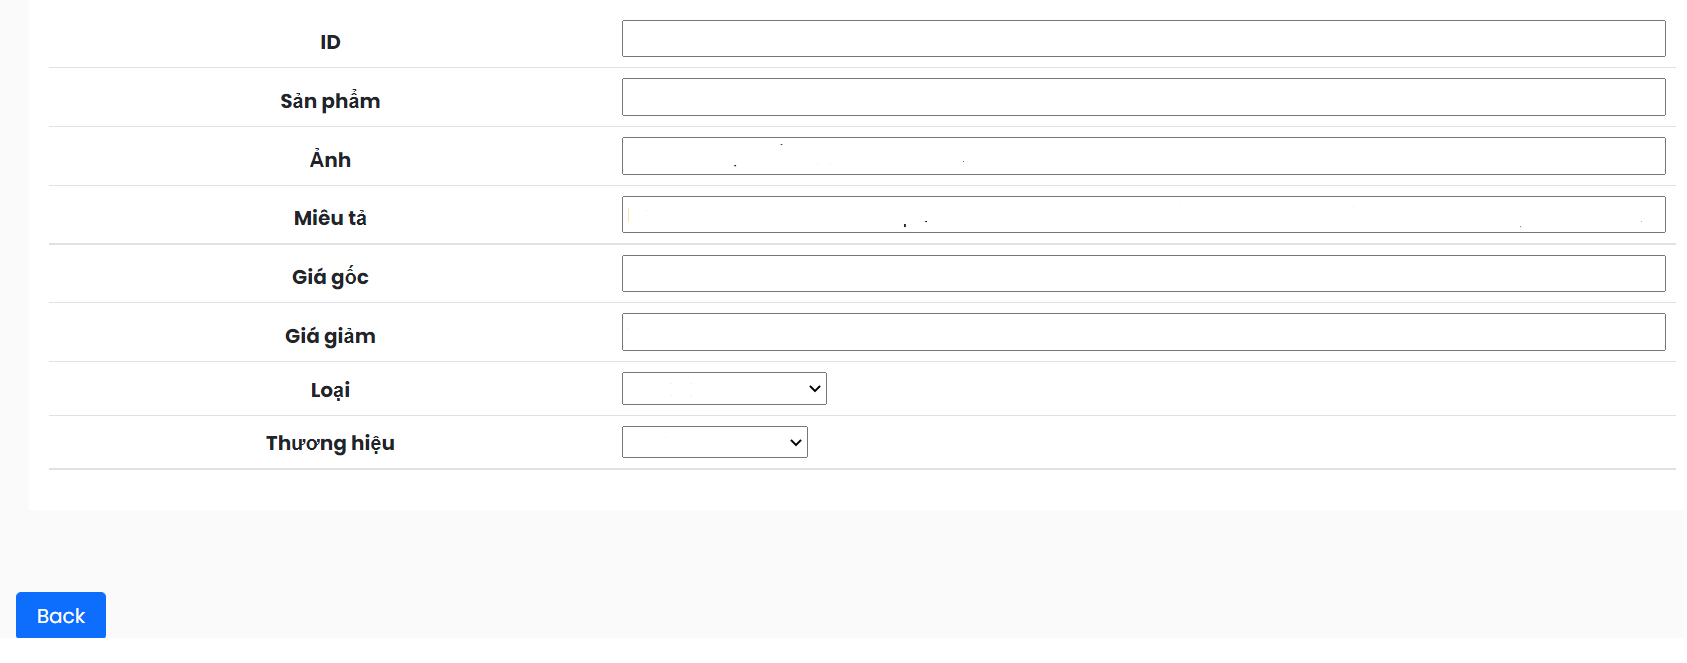 ID
Sản phẩm
Ảnh
Miêu tả
Giá gốc
Giá giảm
Loại
Thương hiệu
Back